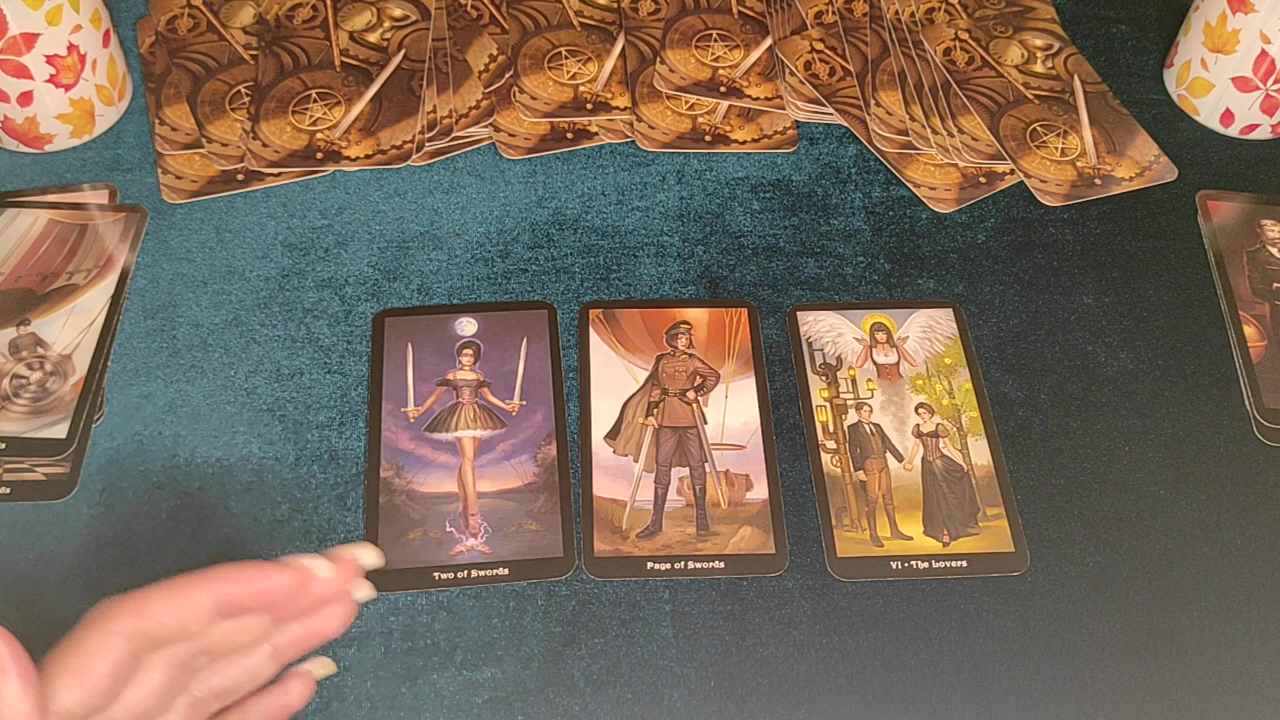 Two of Swords
Page of Swords
VI • The Lovers